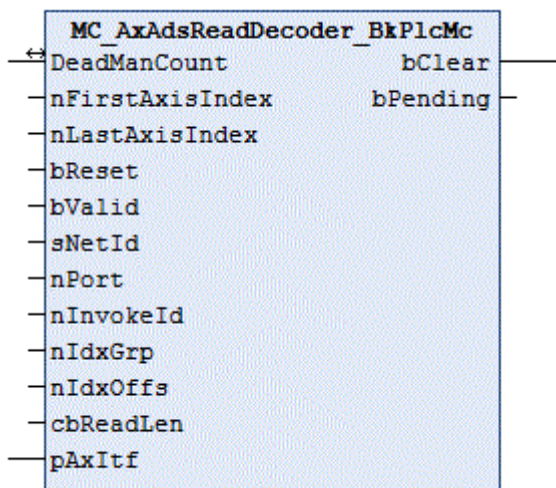 MC_AxAdsReadDecoder_BkPlcMc
DeadManCount bClear
nFirstAxisIndex bPending
nLastAxisIndex
bReset
bValid
sNetId
nPort
nInvokeId
nIdxGrp
nIdxOffs
cbReadLen
pAxItf